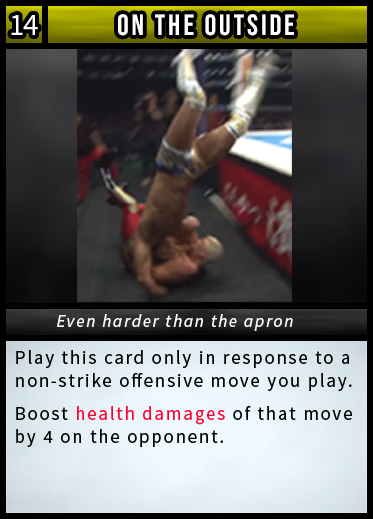 14
ON THE OUTSIDE
Even harder than the apron
Play this card only in response to a
non-strike offensive move you play.
Boost health damages of that move
by 4 on the opponent.